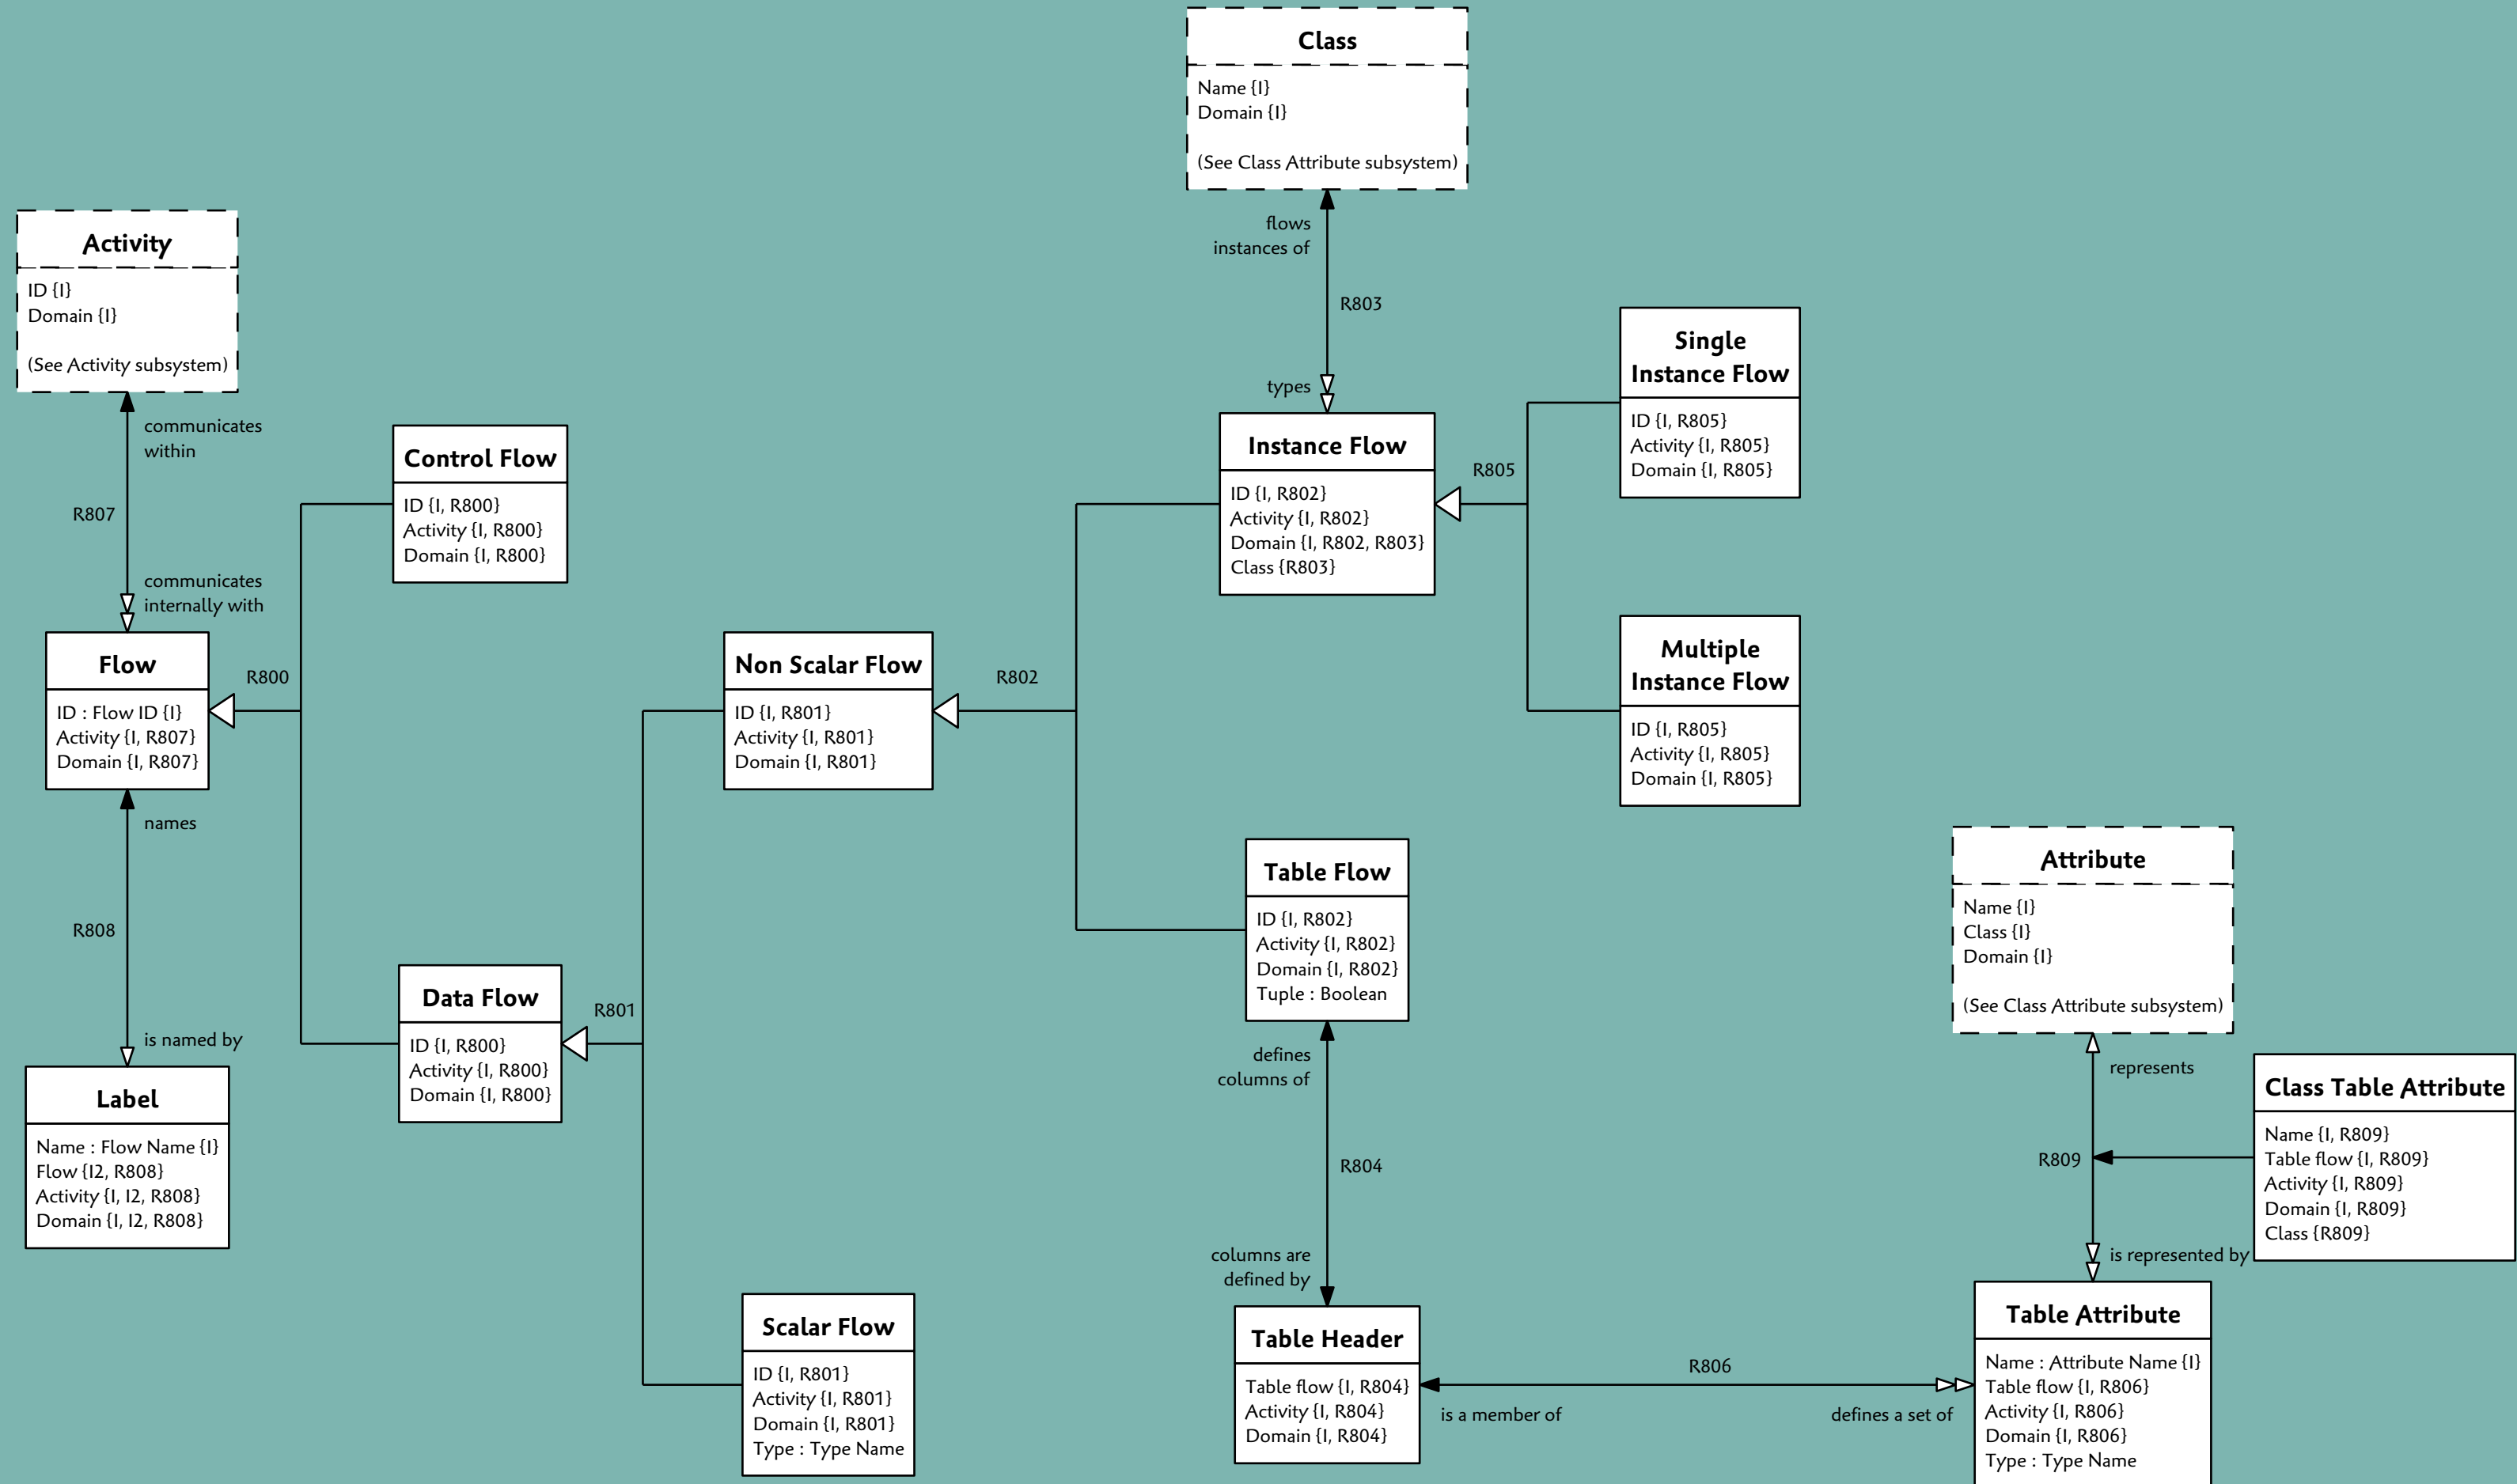 Class
Name {I}
Domain {I}
(See Class Attribute subsystem)
flows
instances of
R803
types
Activity
ID {I}
Domain {I}
(See Activity subsystem)
communicates
within
R807
communicates
internally with
Control Flow
ID {I, R800}
Activity {I, R800}
Domain {I, R800}
Single
Instance Flow
ID {I, R805}
Activity {I, R805}
Domain {I, R805}
Instance Flow
ID {I, R802}
Activity {I, R802}
Domain {I, R802, R803}
Class {R803}
R805
Multiple
Instance Flow
ID {I, R805}
Activity {I, R805}
Domain {I, R805}
Flow
ID : Flow ID {I}
Activity {I, R807}
Domain {I, R807}
R800
Non Scalar Flow
ID {I, R801}
Activity {I, R801}
Domain {I, R801}
R802
names
R808
is named by
Table Flow
ID {I, R802}
Activity {I, R802}
Domain {I, R802}
Tuple : Boolean
Attribute
Name {I}
Class {I}
Domain {I}
(See Class Attribute subsystem)
Data Flow
ID {I, R800}
Activity {I, R800}
Domain {I, R800}
R801
Label
Name : Flow Name {I}
Flow {I2, R808}
Activity {I, I2, R808}
Domain {I, I2, R808}
defines
columns of
R804
columns are
defined by
represents
R809
is represented by
Class Table Attribute
Name {I, R809}
Table flow {I, R809}
Activity {I, R809}
Domain {I, R809}
Class {R809}
Scalar Flow
ID {I, R801}
Activity {I, R801}
Domain {I, R801}
Type : Type Name
Table Header
Table flow {I, R804}
Activity {I, R804}
Domain {I, R804}
R806
is a member of
defines a set of
Table Attribute
Name : Attribute Name {I}
Table flow {I, R806}
Activity {I, R806}
Domain {I, R806}
Type : Type Name